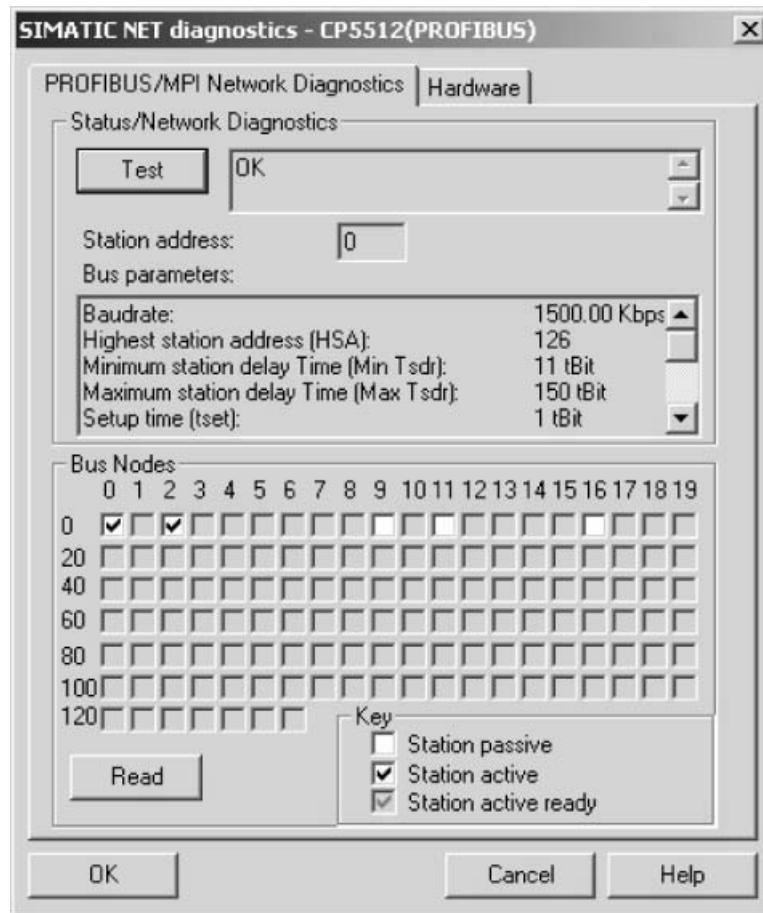 SIMATIC NET diagnostics - CP5512(PROFIBUS)
PROFIBUS/MPI Network Diagnostics Hardware
Status/Network Diagnostics
Test OK
Station address: 0
Bus parameters:
Baudrate: 1500.00 Kbps
Highest station address (HSA): 126
Minimum station delay Time (Min Tsdr): 11 tBit
Maximum station delay Time (Max Tsdr): 150 tBit
Setup time (tset): 1 tBit
Bus Nodes
0 1 2 3 4 5 6 7 8 9 10 11 12 13 14 15 16 17 18 19
0
20
40
60
80
100
120
Key
Station passive
Read Station active
Station active ready
OK Cancel Help